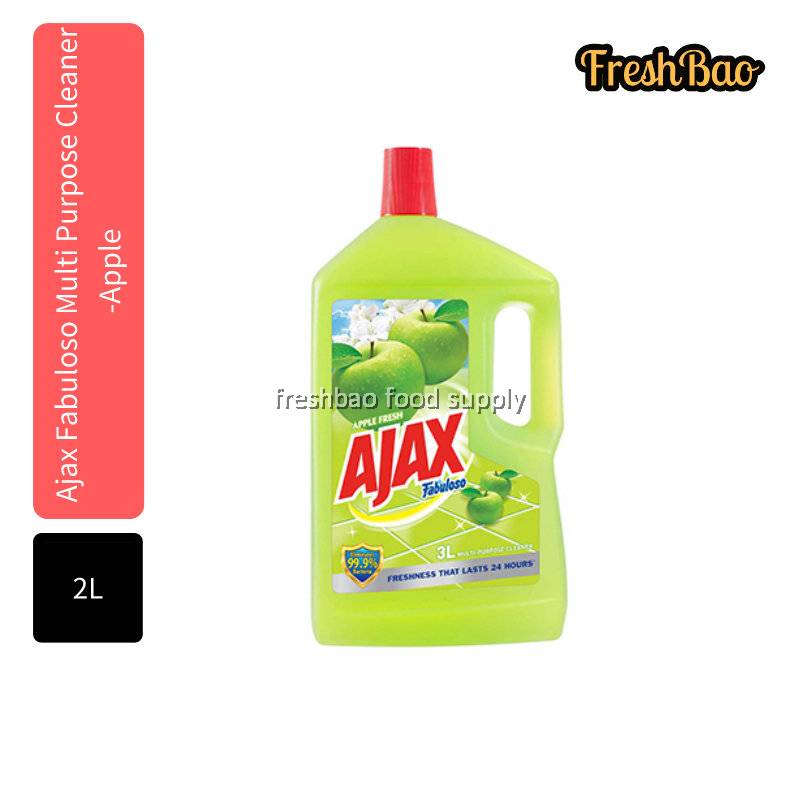 Ajax Fabuloso Multi Purpose Cleaner
-Apple
2L
FreshBao
freshbao food supply
APPLE FRESH
AJAX
Fabuloso
99.9%
Bacteria
3L MULTI-PURPOSE CLEANER
FRESHNESS THAT LASTS 24 HOURS*